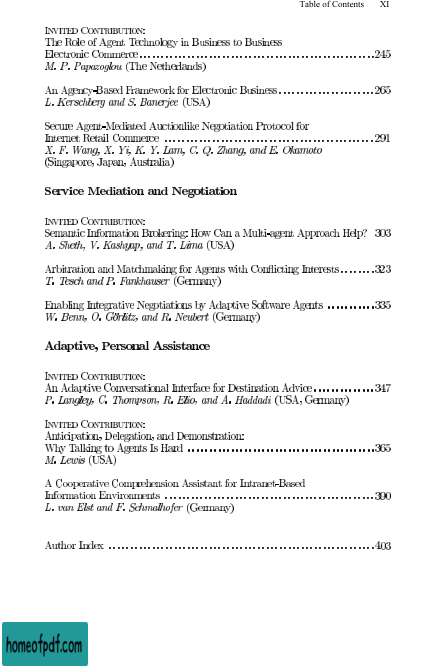 Table of Contents XI
INVITED CONTRIBUTION:
The Role of Agent Technology in Business to Business
Electronic Commerce 245
M. P. Papazoglou (The Netherlands)
An Agency-Based Framework for Electronic Business 265
L. Kerschberg and S. Banerjee (USA)
Secure Agent-Mediated Auctionlike Negotiation Protocol for
Internet Retail Commerce 291
X. F. Wang, X. Yi, K. Y. Lam, C. Q. Zhang, and E. Okamoto
(Singapore, Japan, Australia)
Service Mediation and Negotiation
INVITED CONTRIBUTION:
Semantic Information Brokering: How Can a Multi-agent Approach Help? 303
A. Sheth, V. Kashyap, and T. Lima (USA)
Arbitration and Matchmaking for Agents with Conflicting Interests 323
T. Tesch and P. Fankhauser (Germany)
Enabling Integrative Negotiations by Adaptive Software Agents 335
W. Benn, O. Görlitz, and R. Neubert (Germany)
Adaptive, Personal Assistance
INVITED CONTRIBUTION:
An Adaptive Conversational Interface for Destination Advice 347
P. Langley, C. Thompson, R. Elio, and A. Haddadi (USA, Germany)
INVITED CONTRIBUTION:
Anticipation, Delegation, and Demonstration:
Why Talking to Agents Is Hard 365
M. Lewis (USA)
A Cooperative Comprehension Assistant for Intranet-Based
Information Environments 390
L. van Elst and F. Schmalhofer (Germany)
Author Index 403
homeofpdf.com